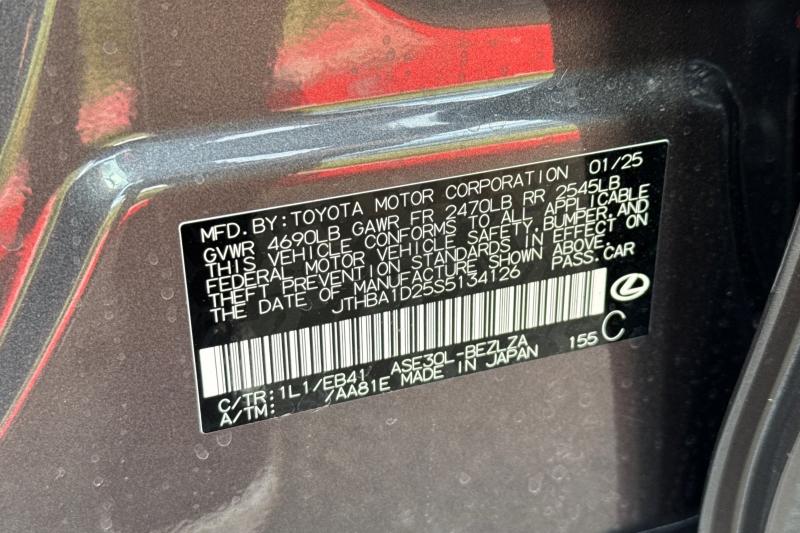 MFD. BY: TOYOTA MOTOR CORPORATION 01/25
GVWR 4690LB GAWR FR 2470LB RR 2545LB
THIS VEHICLE CONFORMS TO ALL APPLICABLE
FEDERAL MOTOR VEHICLE SAFETY,BUMPER,AND
THEFT PREVENTION STANDARDS IN EFFECT ON
THE DATE OF MANUFACTURE SHOWN ABOVE.
JTHBA1D25S5134126 PASS.CAR
C/TR: 1L1/EB41 ASE30L-BEZLZA 155 C
A/TM: /AA81E MADE IN JAPAN